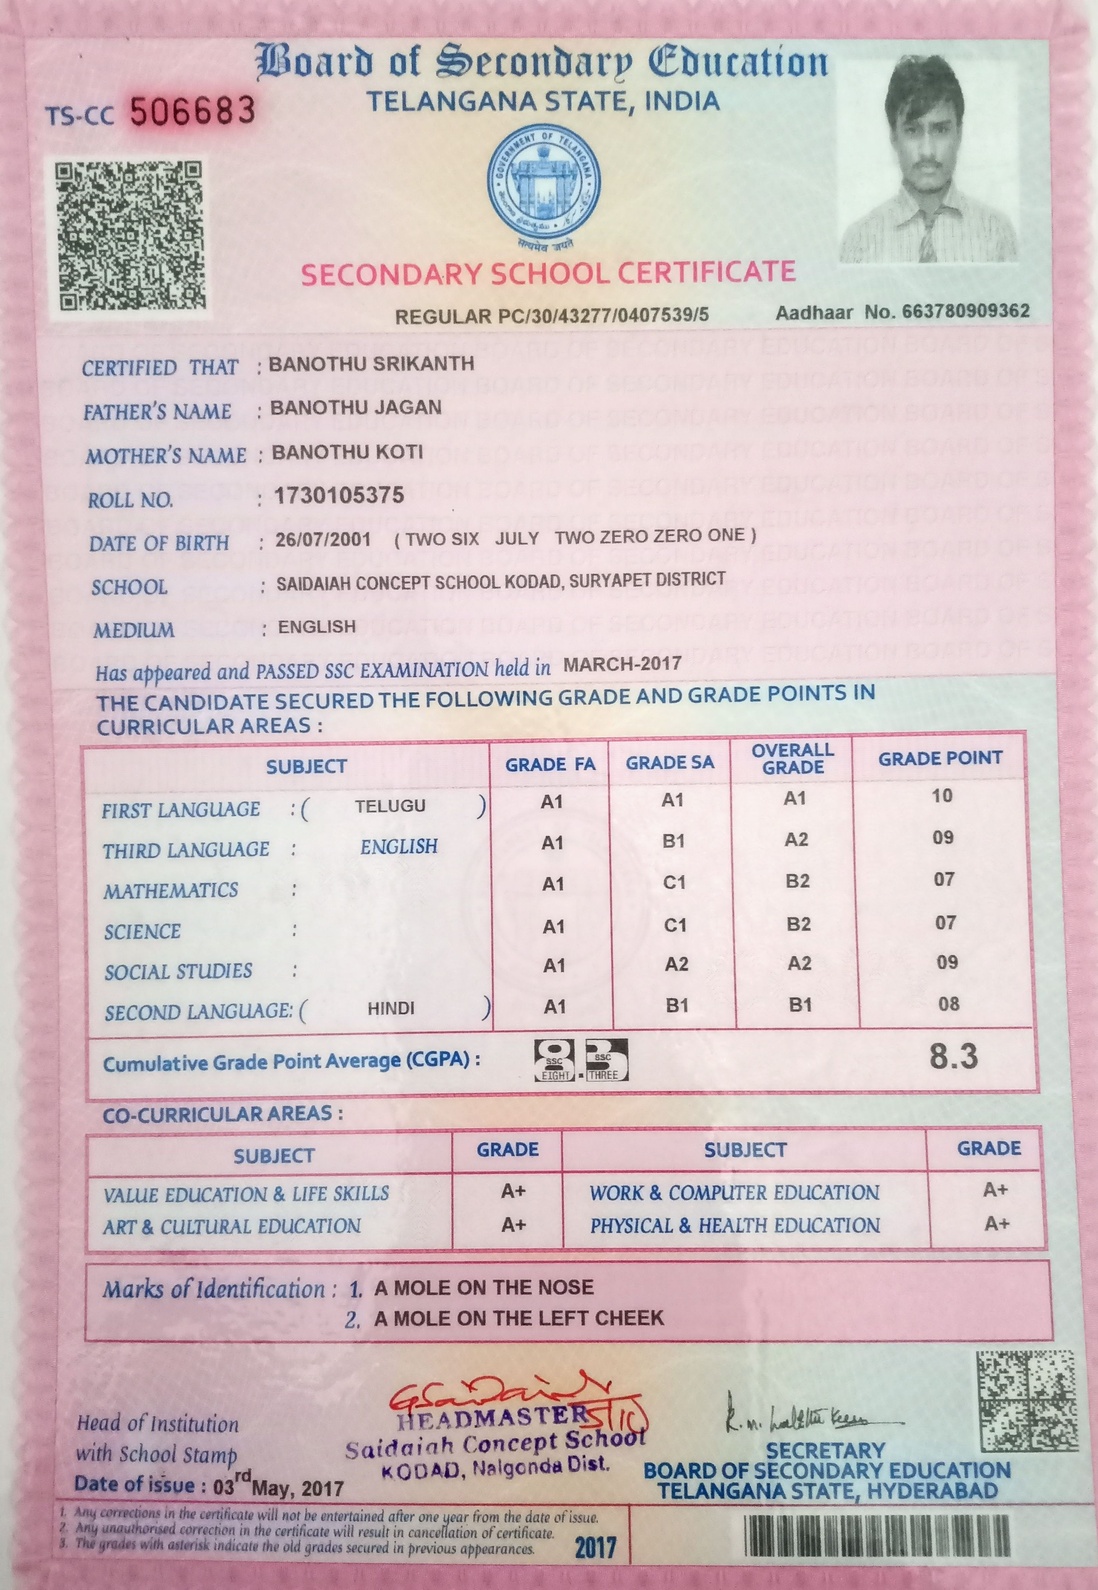 Board of Secondary Education
TELANGANA STATE, INDIA
TS-CC 506683
GOVERNMENT OF TELANGANA
सत्यमेव जयते
SECONDARY SCHOOL CERTIFICATE
REGULAR PC/30/43277/0407539/5 Aadhaar No. 663780909362
CERTIFIED THAT : BANOTHU SRIKANTH
FATHER'S NAME : BANOTHU JAGAN
MOTHER'S NAME : BANOTHU KOTI
ROLL NO. : 1730105375
DATE OF BIRTH : 26/07/2001 ( TWO SIX JULY TWO ZERO ZERO ONE )
SCHOOL : SAIDAIAH CONCEPT SCHOOL KODAD, SURYAPET DISTRICT
MEDIUM : ENGLISH
Has appeared and PASSED SSC EXAMINATION held in MARCH-2017
THE CANDIDATE SECURED THE FOLLOWING GRADE AND GRADE POINTS IN
CURRICULAR AREAS :
SUBJECT GRADE FA GRADE SA OVERALL GRADE GRADE POINT
FIRST LANGUAGE : ( TELUGU ) A1 A1 A1 10
THIRD LANGUAGE : ENGLISH A1 B1 A2 09
MATHEMATICS : A1 C1 B2 07
SCIENCE : A1 C1 B2 07
SOCIAL STUDIES : A1 A2 A2 09
SECOND LANGUAGE: ( HINDI ) A1 B1 B1 08
Cumulative Grade Point Average (CGPA) : 8 SSC EIGHT . 3 SSC THREE 8.3
CO-CURRICULAR AREAS :
SUBJECT GRADE SUBJECT GRADE
VALUE EDUCATION & LIFE SKILLS A+ WORK & COMPUTER EDUCATION A+
ART & CULTURAL EDUCATION A+ PHYSICAL & HEALTH EDUCATION A+
Marks of Identification : 1. A MOLE ON THE NOSE
2. A MOLE ON THE LEFT CHEEK
Head of Institution
with School Stamp
HEADMASTER
Saidaiah Concept School
KODAD, Nalgonda Dist.
SECRETARY
BOARD OF SECONDARY EDUCATION
TELANGANA STATE, HYDERABAD
Date of issue : 03rd May, 2017
1. Any corrections in the certificate will not be entertained after one year from the date of issue.
2. Any unauthorised correction in the certificate will result in cancellation of certificate.
3. The grades with asterisk indicate the old grades secured in previous appearances.
2017